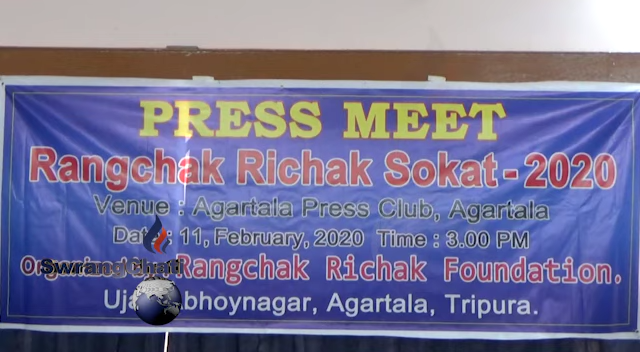 PRESS MEET
Rangchak Richak Sokat - 2020
Venue : Agartala Press Club, Agartala
: 11, February, 2020 Time : 3.00 PM
Rangchak Richak Foundation.
Abhoynagar, Agartala, Tripura.